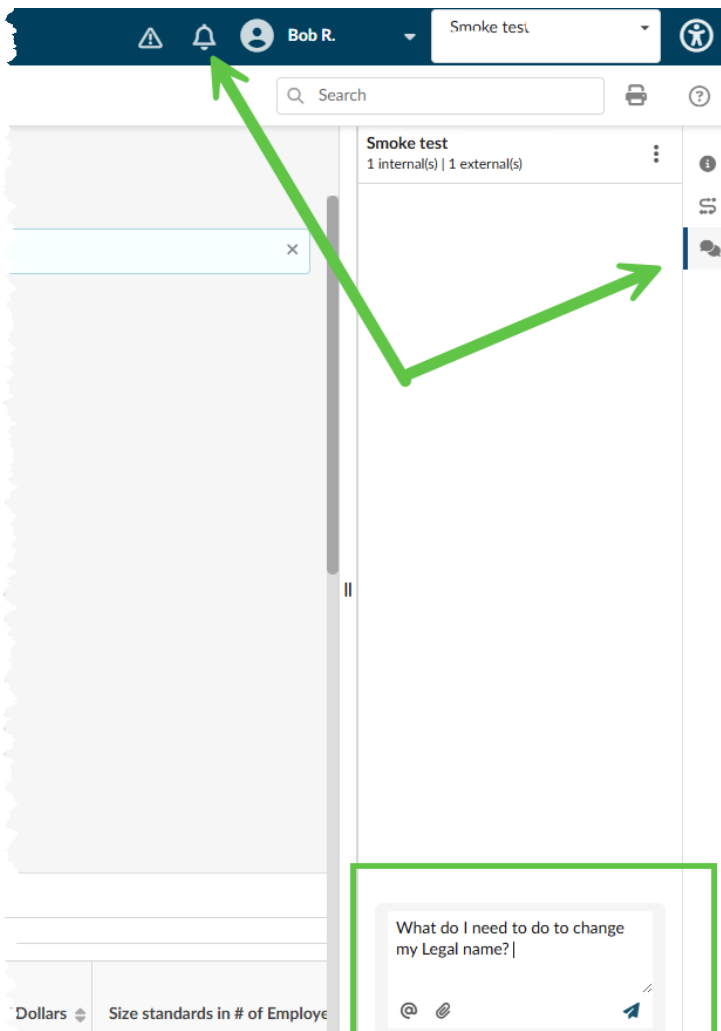 Bob R.
Smoke test
Search
Smoke test
1 internal(s) | 1 external(s)
What do I need to do to change
my Legal name?
Dollars
Size standards in # of Employe